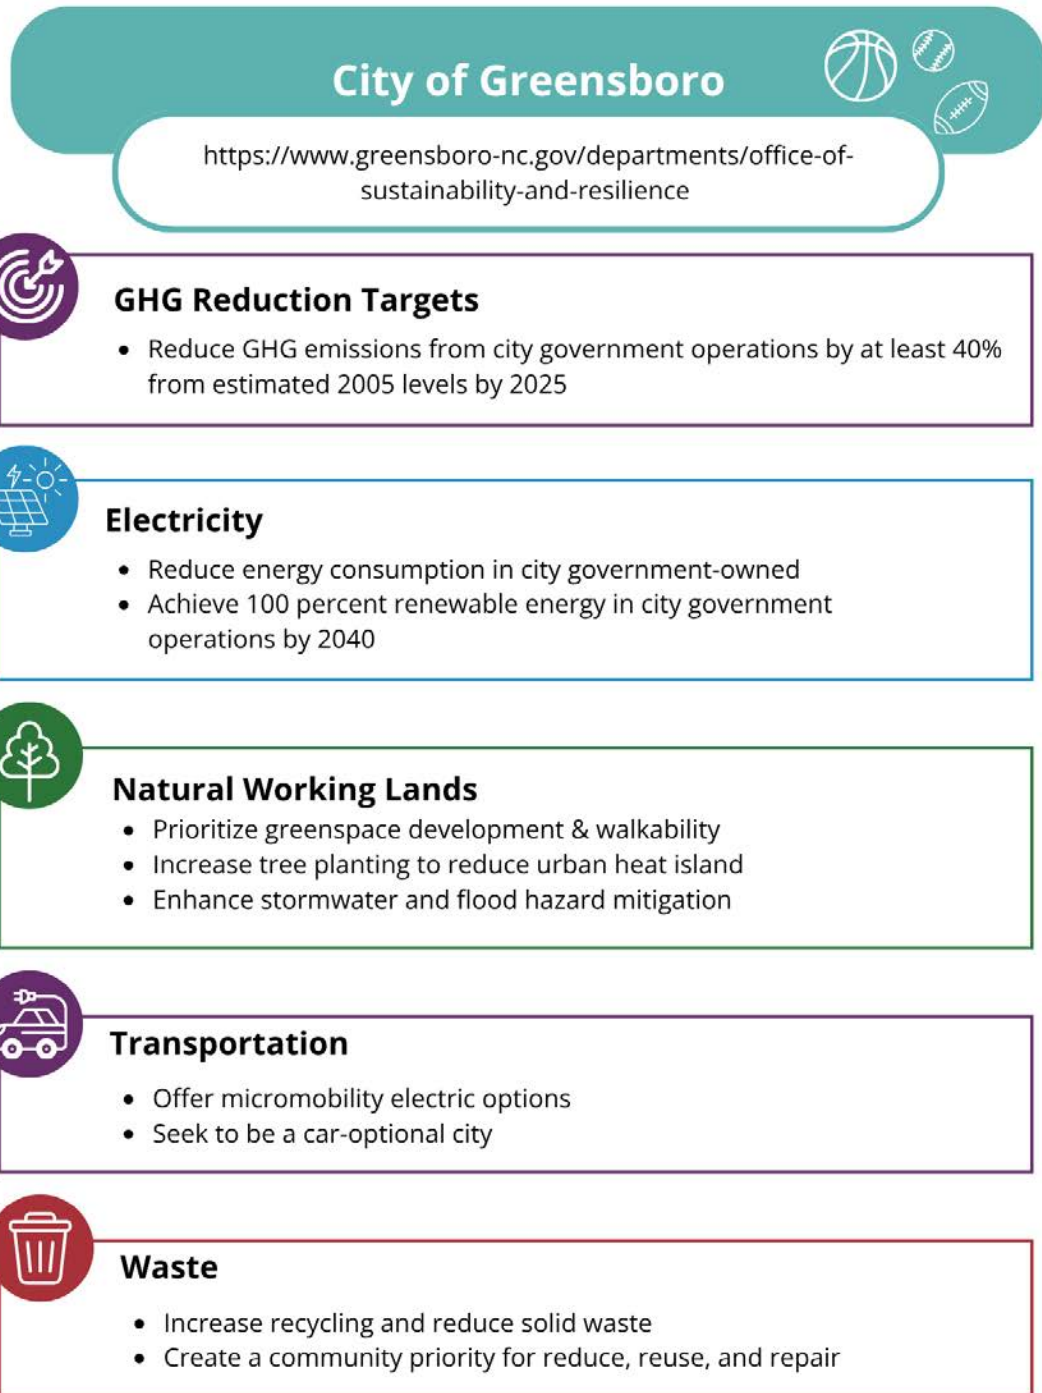 City of Greensboro
https://www.greensboro-nc.gov/departments/office-of-
sustainability-and-resilience
GHG Reduction Targets
• Reduce GHG emissions from city government operations by at least 40%
from estimated 2005 levels by 2025
Electricity
• Reduce energy consumption in city government-owned
• Achieve 100 percent renewable energy in city government
operations by 2040
Natural Working Lands
• Prioritize greenspace development & walkability
• Increase tree planting to reduce urban heat island
• Enhance stormwater and flood hazard mitigation
Transportation
• Offer micromobility electric options
• Seek to be a car-optional city
Waste
• Increase recycling and reduce solid waste
• Create a community priority for reduce, reuse, and repair